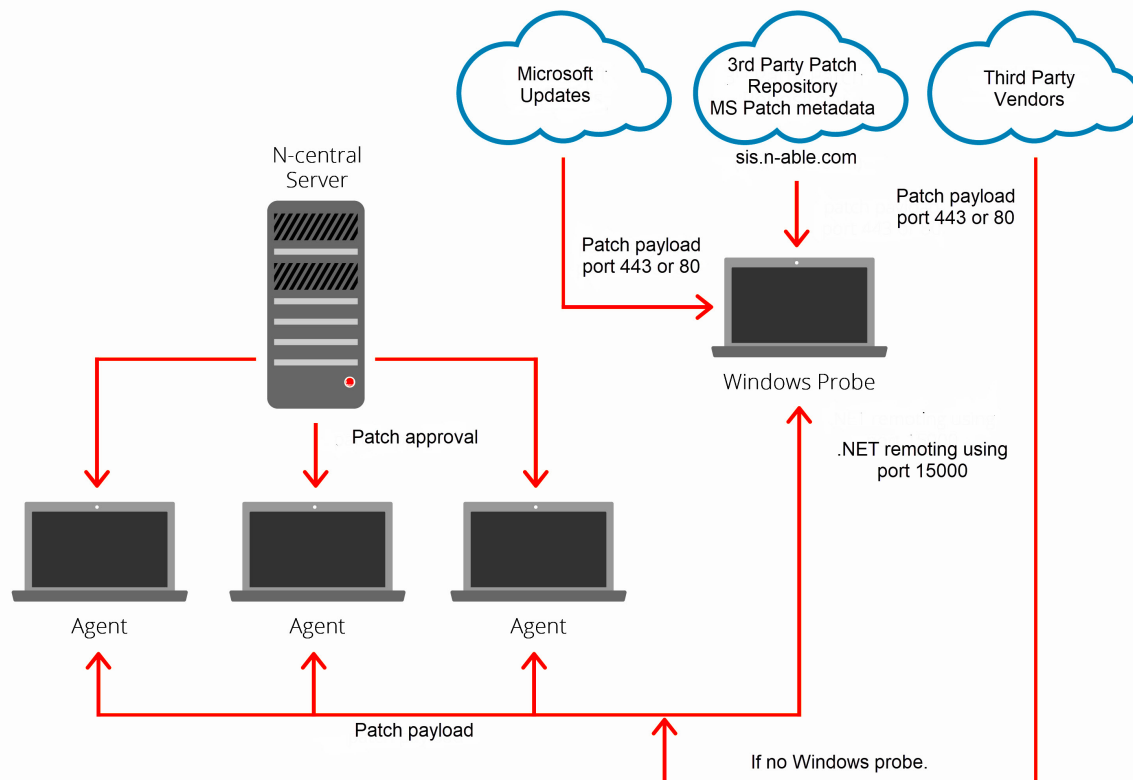 Microsoft
Updates
3rd Party Patch
Repository
MS Patch metadata
sis.n-able.com
Third Party
Vendors
N-central
Server
Patch payload
port 443 or 80
Patch payload
port 443 or 80
Windows Probe
Patch approval
.NET remoting using
port 15000
Agent
Agent
Agent
Patch payload
If no Windows probe.